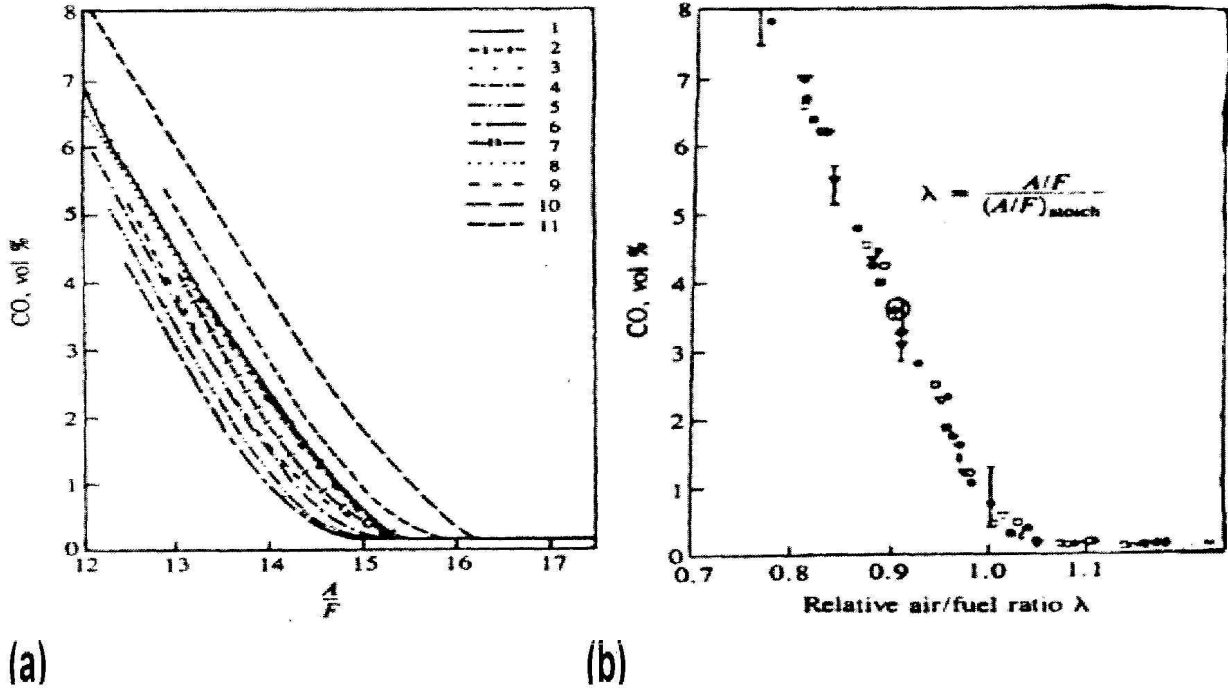 8
7
6
5
4
3
2
1
0
CO, vol %
12 13 14 15 16 17
A
F
1
2
3
4
5
6
7
8
9
10
11
(a)
8
7
6
5
4
3
2
1
0
CO, vol %
λ = A/F
(A/F)stoich
0.7 0.8 0.9 1.0 1.1
Relative air/fuel ratio λ
(b)